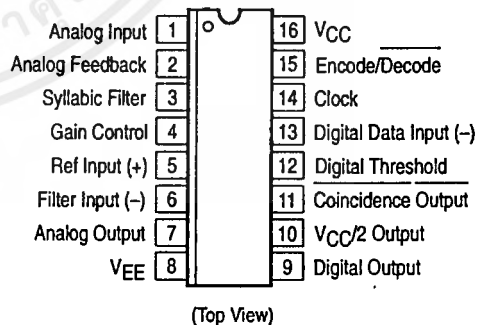 Analog Input 1
Analog Feedback 2
Syllabic Filter 3
Gain Control 4
Ref Input (+) 5
Filter Input (–) 6
Analog Output 7
VEE 8
16 VCC
15 Encode/Decode
14 Clock
13 Digital Data Input (–)
12 Digital Threshold
11 Coincidence Output
10 VCC/2 Output
9 Digital Output
(Top View)